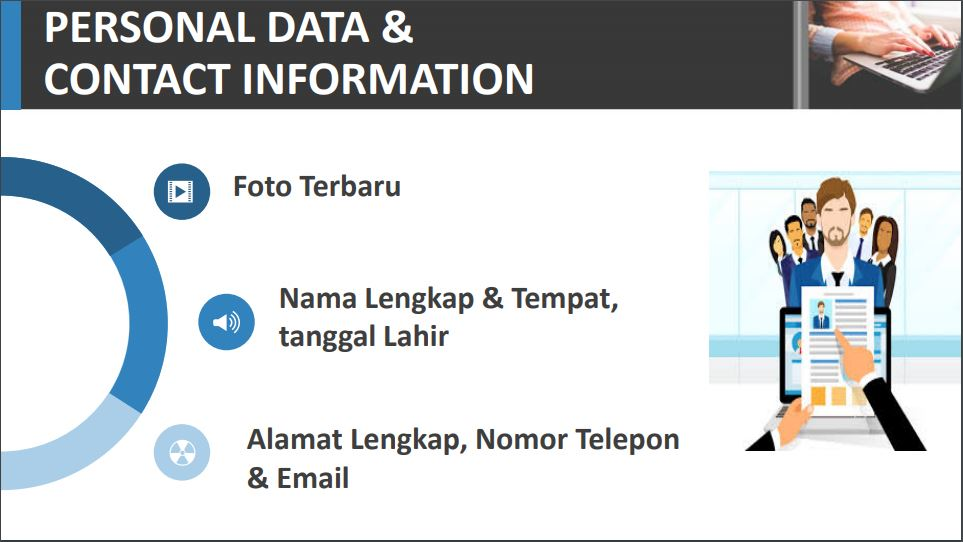 PERSONAL DATA &
CONTACT INFORMATION
Foto Terbaru
Nama Lengkap & Tempat,
tanggal Lahir
Alamat Lengkap, Nomor Telepon
& Email